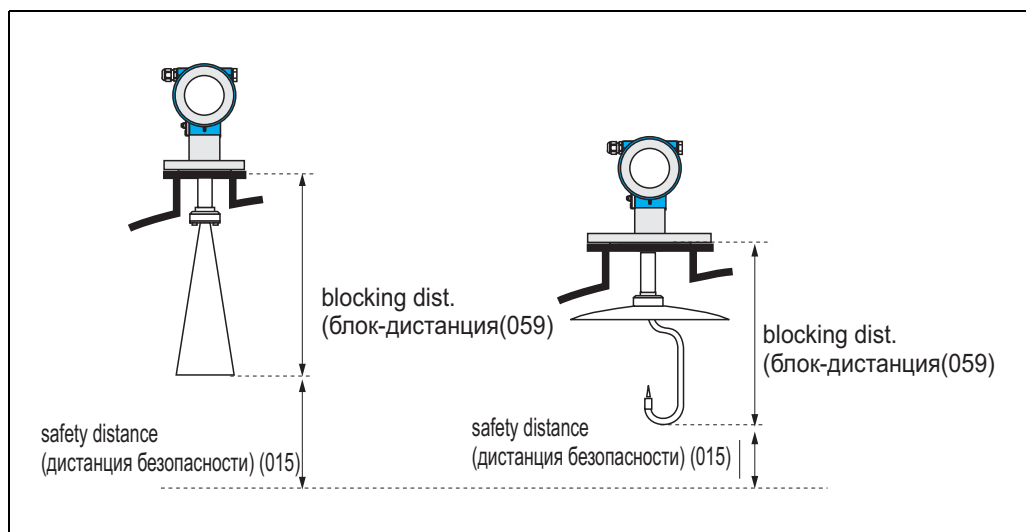 blocking dist.
(блок-дистанция(059)
safety distance
(дистанция безопасности) (015)
blocking dist.
(блок-дистанция(059)
safety distance
(дистанция безопасности) (015)